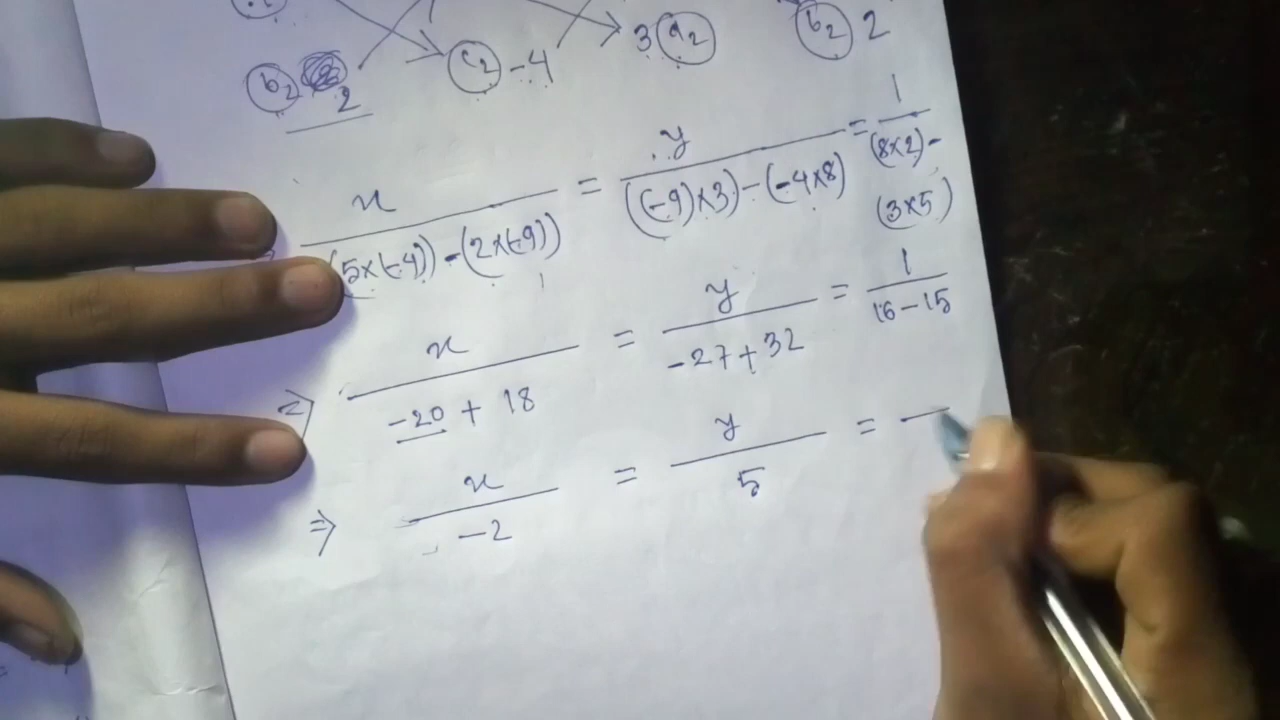 b₂ 2 c₂ -4 3 a₂ b₂ 2
x/((5×(-4))-(2×(-9))) = y/(((-9)×3)-(-4×8)) = 1/((8×2)-(3×5))
⇒ x/(-20+18) = y/(-27+32) = 1/(16-15)
⇒ x/(-2) = y/5 =